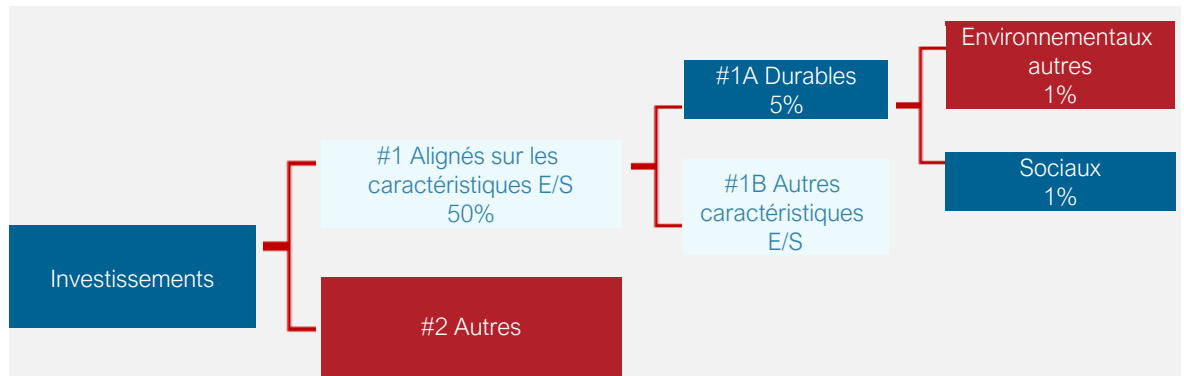 Investissements
#1 Alignés sur les
caractéristiques E/S
50%
#2 Autres
#1A Durables
5%
#1B Autres
caractéristiques
E/S
Environnementaux
autres
1%
Sociaux
1%